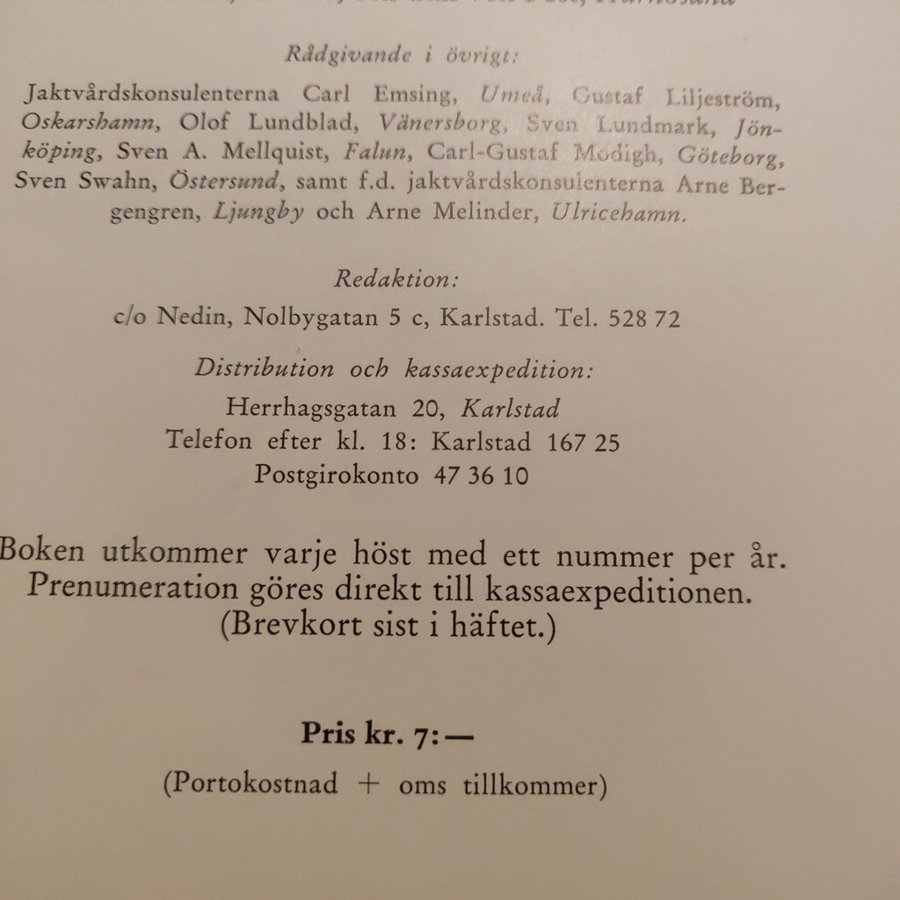 Rådgivande i övrigt:
Jaktvårdskonsulenterna Carl Emsing, Umeå, Gustaf Liljeström,
Oskarshamn, Olof Lundblad, Vänersborg, Sven Lundmark, Jön-
köping, Sven A. Mellquist, Falun, Carl-Gustaf Modigh, Göteborg,
Sven Swahn, Östersund, samt f.d. jaktvårdskonsulenterna Arne Ber-
gengren, Ljungby och Arne Melinder, Ulricehamn.
Redaktion:
c/o Nedin, Nolbygatan 5 c, Karlstad. Tel. 528 72
Distribution och kassaexpedition:
Herrhagsgatan 20, Karlstad
Telefon efter kl. 18: Karlstad 167 25
Postgirokonto 47 36 10
Boken utkommer varje höst med ett nummer per år.
Prenumeration göres direkt till kassaexpeditionen.
(Brevkort sist i häftet.)
Pris kr. 7:—
(Portokostnad + oms tillkommer)